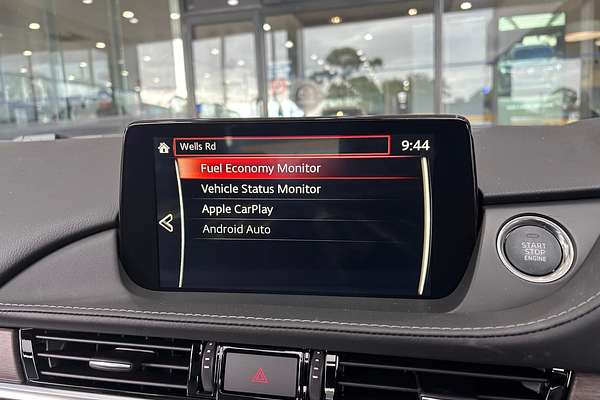 Wells Rd
9:44
Fuel Economy Monitor
Vehicle Status Monitor
Apple CarPlay
Android Auto
START
STOP
ENGINE